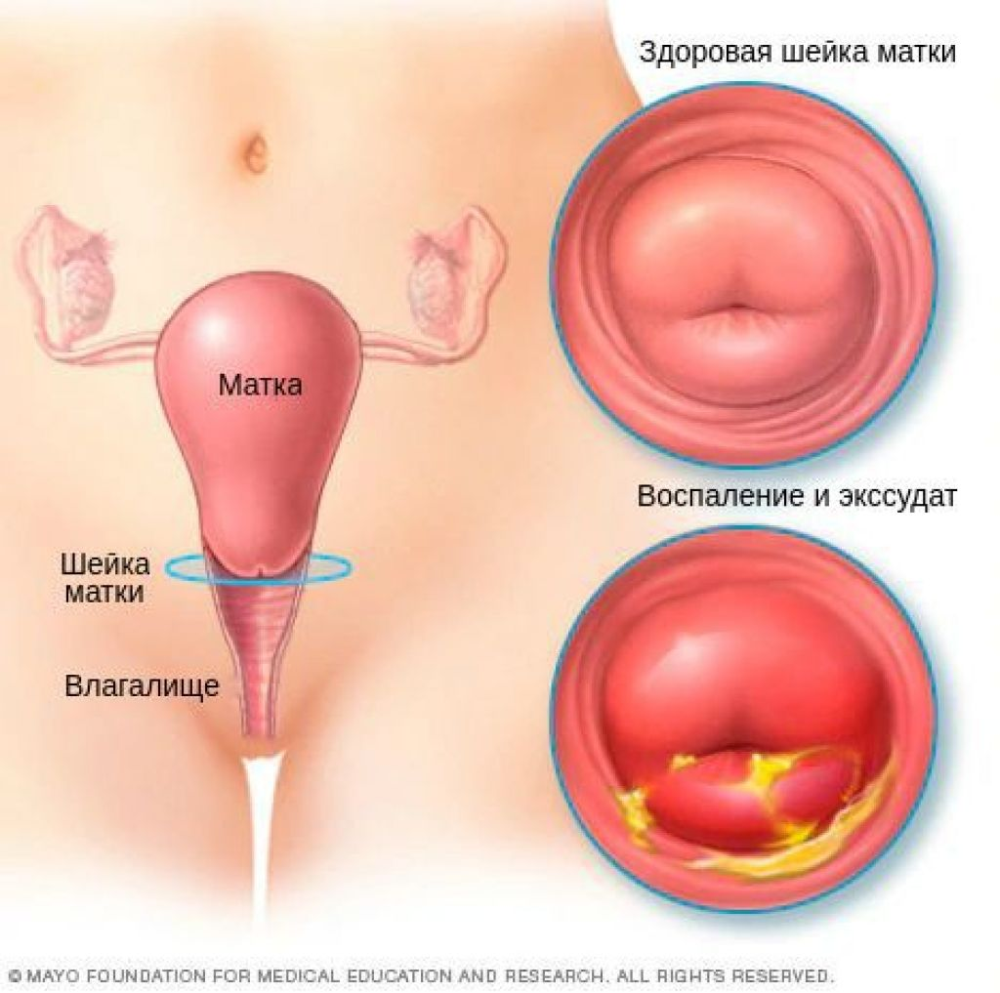 Здоровая шейка матки
Матка
Воспаление и экссудат
Шейка
матки
Влагалище
© MAYO FOUNDATION FOR MEDICAL EDUCATION AND RESEARCH. ALL RIGHTS RESERVED.